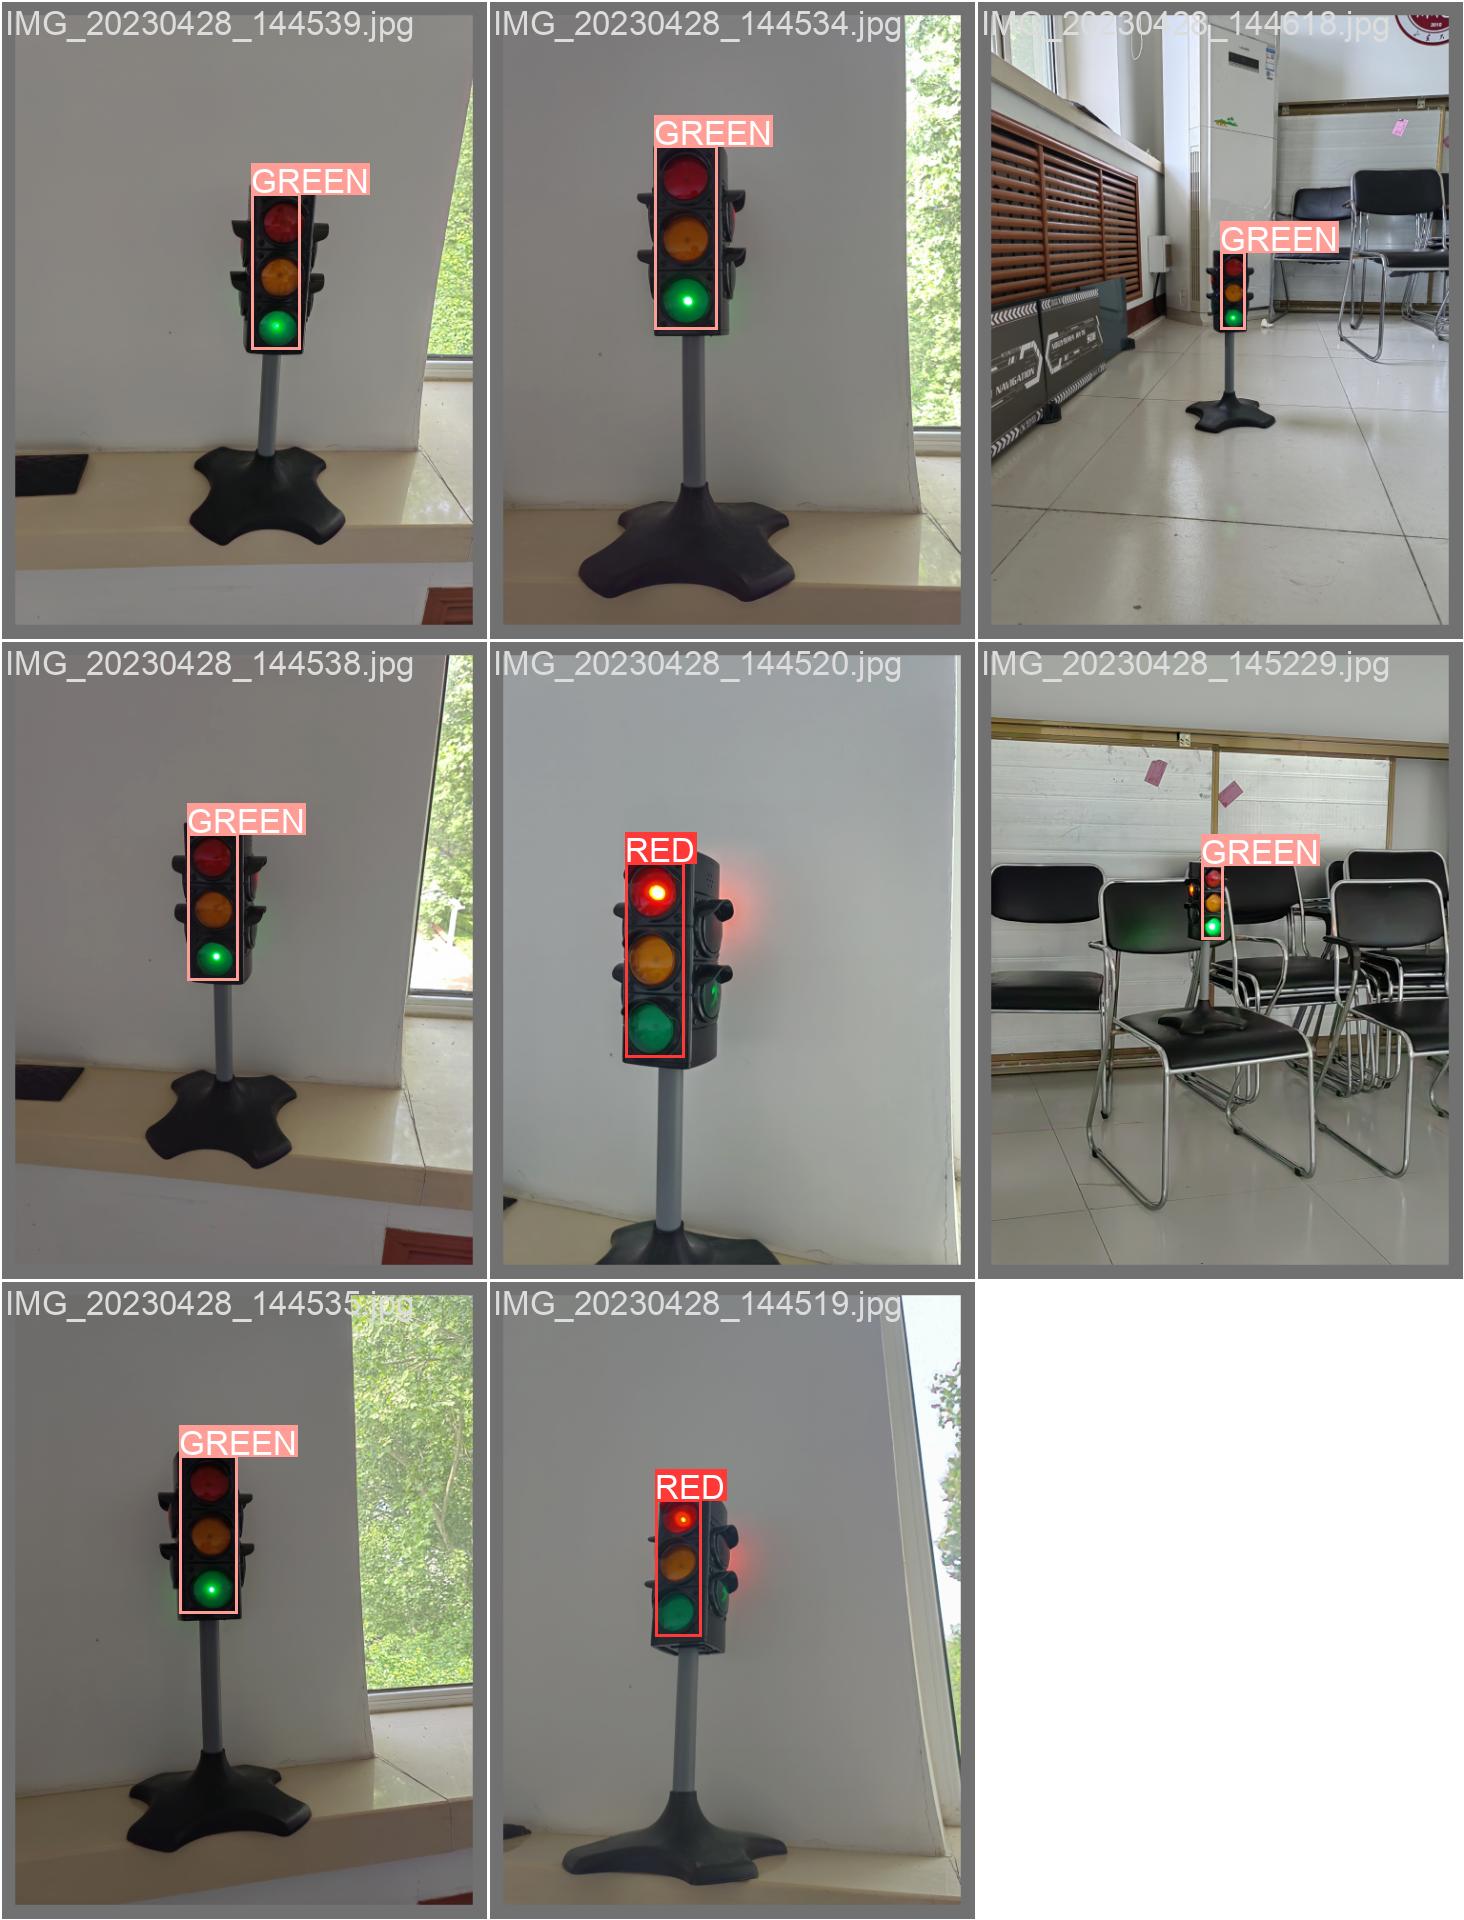 IMG_20230428_144539.jpg
GREEN
IMG_20230428_144534.jpg
GREEN
IMG_20230428_144618.jpg
GREEN
NAVIGATION
IMG_20230428_144538.jpg
GREEN
IMG_20230428_144520.jpg
RED
IMG_20230428_145229.jpg
GREEN
IMG_20230428_144535.jpg
GREEN
IMG_20230428_144519.jpg
RED